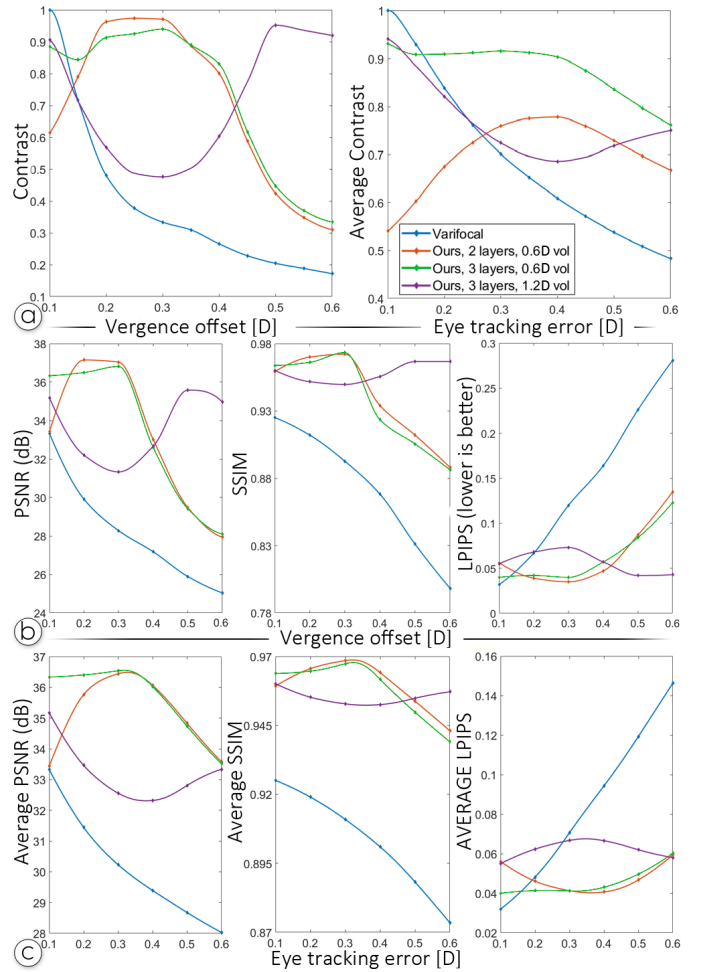 1
0.9
0.8
0.7
0.6
0.5
0.4
0.3
0.2
0.1
Contrast
0.1 0.2 0.3 0.4 0.5 0.6
Vergence offset [D]
1
0.9
0.8
0.7
0.6
0.5
0.4
Average Contrast
Varifocal
Ours, 2 layers, 0.6D vol
Ours, 3 layers, 0.6D vol
Ours, 3 layers, 1.2D vol
0.1 0.2 0.3 0.4 0.5 0.6
Eye tracking error [D]
a
38
36
34
32
30
28
26
24
PSNR (dB)
0.1 0.2 0.3 0.4 0.5 0.6
0.98
0.93
0.88
0.83
0.78
SSIM
0.1 0.2 0.3 0.4 0.5 0.6
0.3
0.25
0.2
0.15
0.1
0.05
0
LPIPS (lower is better)
0.1 0.2 0.3 0.4 0.5 0.6
b
Vergence offset [D]
37
36
35
34
33
32
31
30
29
28
Average PSNR (dB)
0.1 0.2 0.3 0.4 0.5 0.6
0.97
0.945
0.92
0.895
0.87
Average SSIM
0.1 0.2 0.3 0.4 0.5 0.6
0.16
0.14
0.12
0.1
0.08
0.06
0.04
0.02
AVERAGE LPIPS
0.1 0.2 0.3 0.4 0.5 0.6
c
Eye tracking error [D]